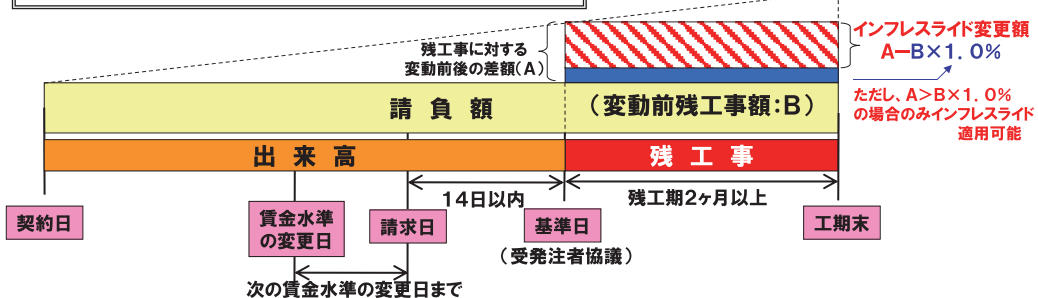 インフレスライド変更額
A－B×1．0%
残工事に対する
変動前後の差額（A）
ただし、A＞B×1．0%
の場合のみインフレスライド
適用可能
請負額
（変動前残工事額：B）
出来高
残工事
14日以内
残工期2ヶ月以上
契約日
賃金水準
の変更日
請求日
基準日
工期末
（受発注者協議）
次の賃金水準の変更日まで